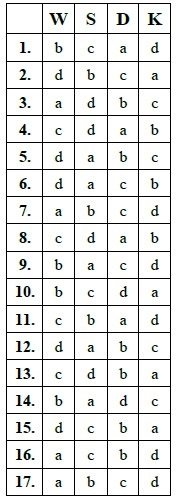 W S D K
1. b c a d
2. d b c a
3. a d b c
4. c d a b
5. d a b c
6. d a c b
7. a b c d
8. c d a b
9. b a c d
10. b c d a
11. c b a d
12. d a b c
13. c d b a
14. b a d c
15. d c b a
16. a c b d
17. a b c d